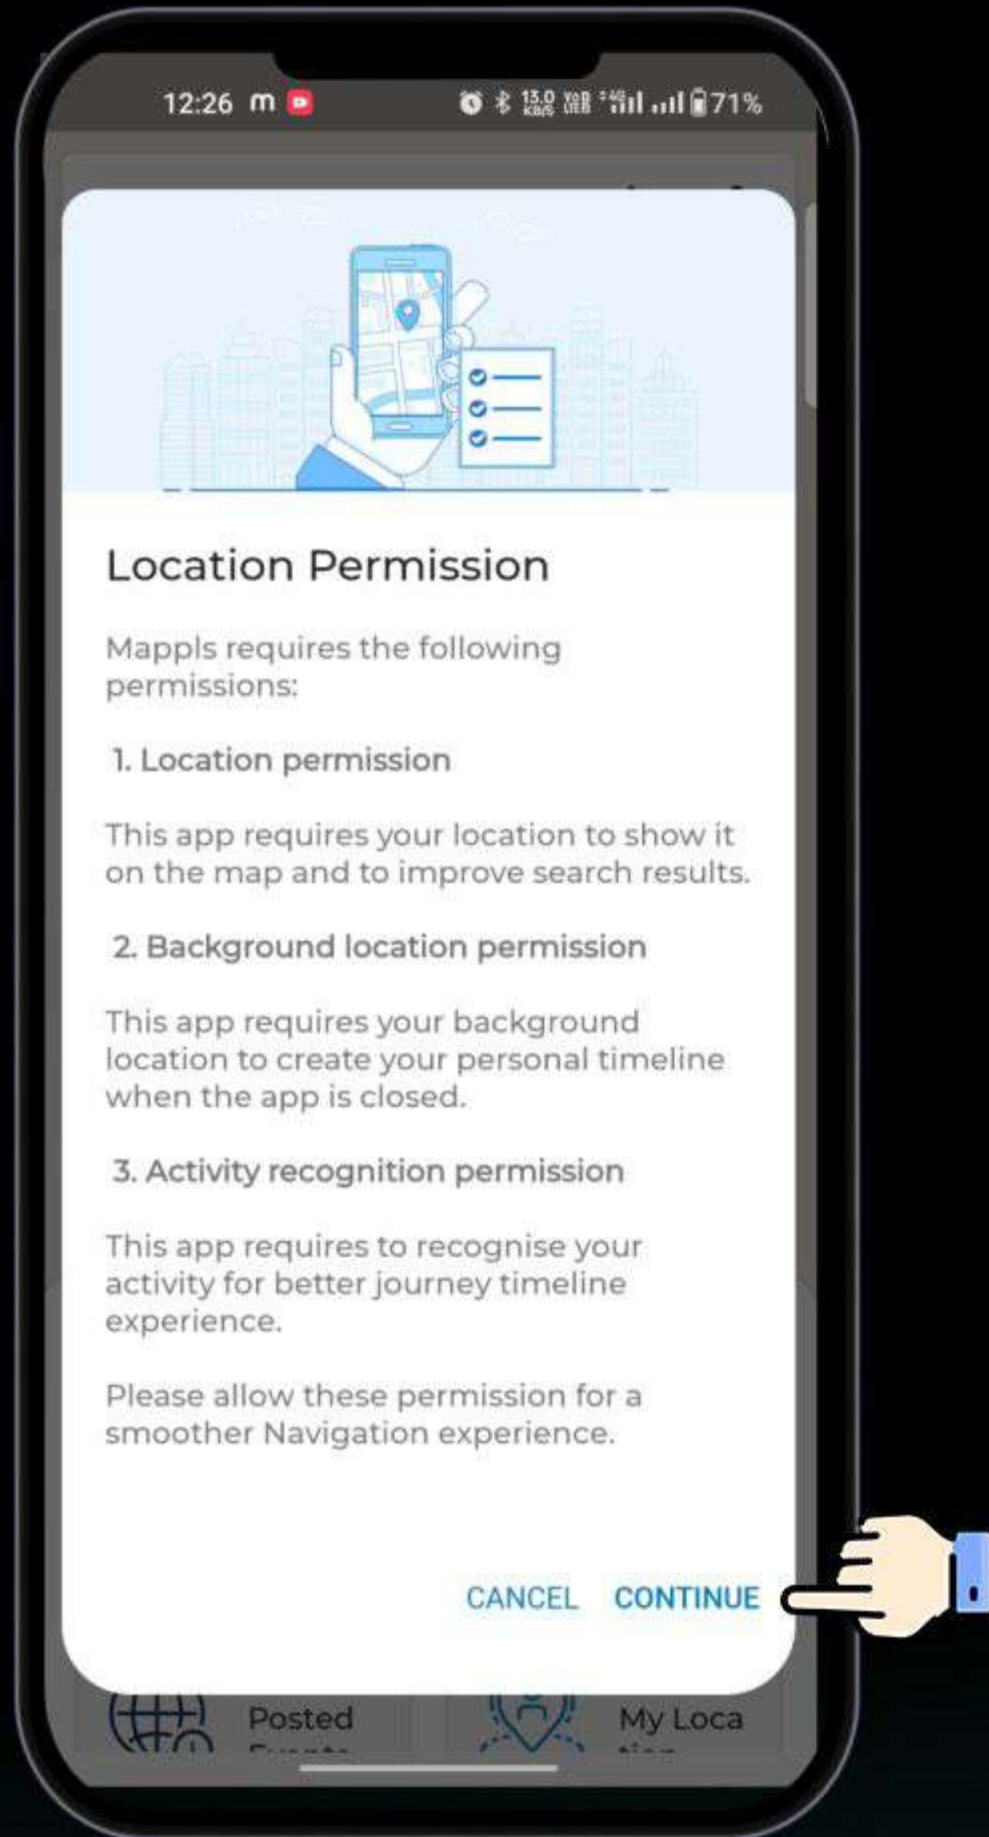 12:26 m 13.0 KB/S 4G 71%
Location Permission
Mappls requires the following
permissions:
1. Location permission
This app requires your location to show it
on the map and to improve search results.
2. Background location permission
This app requires your background
location to create your personal timeline
when the app is closed.
3. Activity recognition permission
This app requires to recognise your
activity for better journey timeline
experience.
Please allow these permission for a
smoother Navigation experience.
CANCEL CONTINUE
Posted My Loca